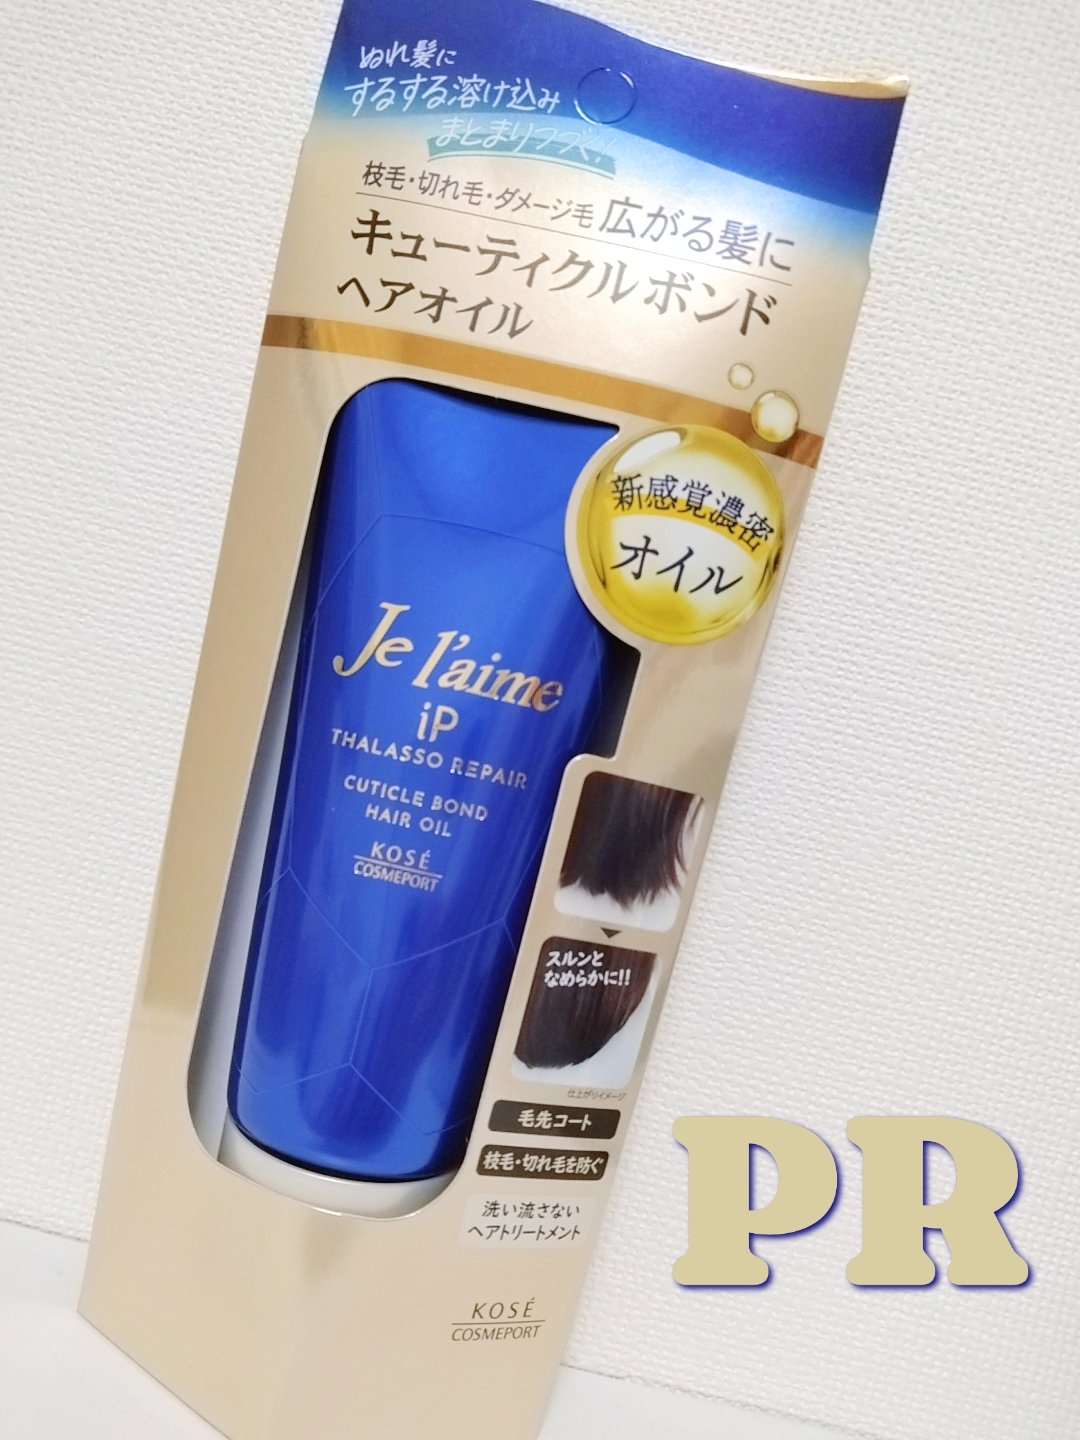 ぬれ髪に
するする溶け込み
まとまりつづく!
枝毛・切れ毛・ダメージ毛 広がる髪に
キューティクルボンド
ヘアオイル
新感覚濃密
オイル
Je l'aime
iP
THALASSO REPAIR
CUTICLE BOND
HAIR OIL
KOSÉ
COSMEPORT
スルンと
なめらかに!!
仕上がりイメージ
毛先コート
枝毛・切れ毛を防ぐ
洗い流さない
ヘアトリートメント
KOSÉ
COSMEPORT
PR